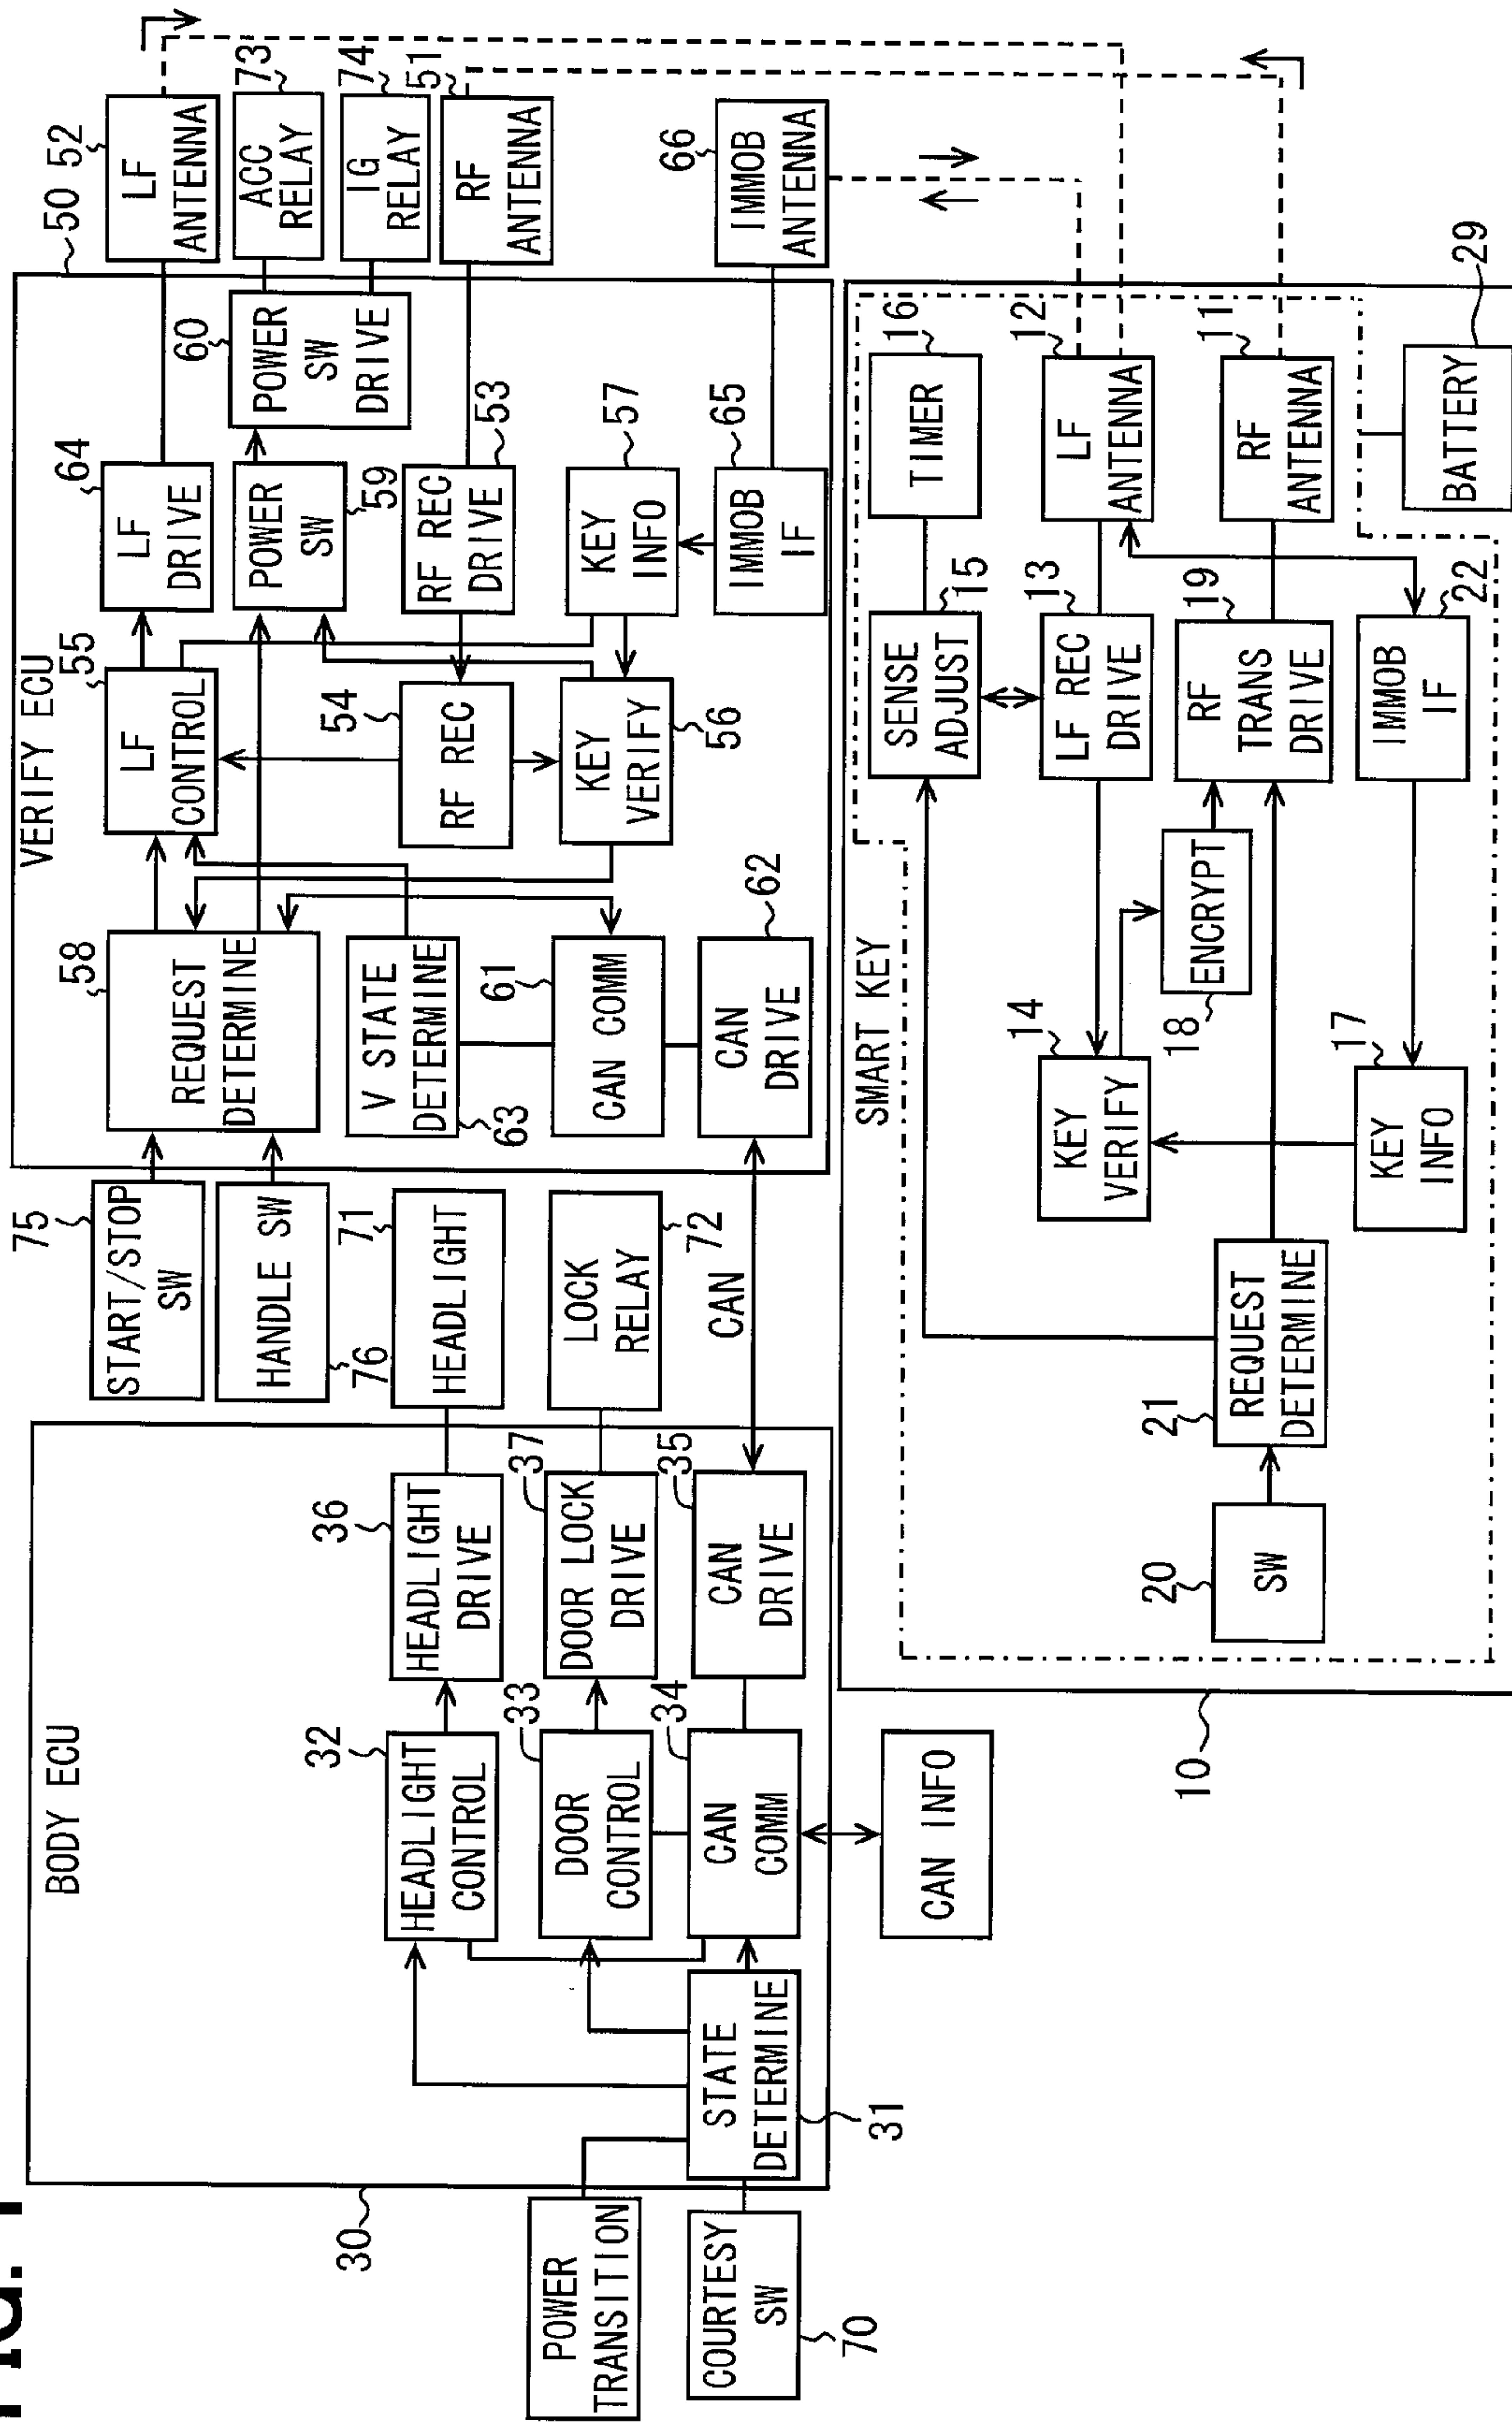 FIG. 1
BODY ECU
30
POWER
TRANSITION
COURTESY
SW
70
STATE
DETERMINE
31
HEADLIGHT
CONTROL
32
DOOR
CONTROL
33
CAN
COMM
34
CAN INFO
HEADLIGHT
DRIVE
36
DOOR LOCK
DRIVE
37
CAN
DRIVE
35
START/STOP
SW
75
HANDLE SW
76
HEADLIGHT
71
LOCK
RELAY
72
CAN
VERIFY ECU
50
REQUEST
DETERMINE
58
V STATE
DETERMINE
63
CAN COMM
61
CAN
DRIVE
62
LF
CONTROL
55
RF REC
54
KEY
VERIFY
56
LF
DRIVE
64
POWER
SW
59
RF REC
DRIVE
53
KEY
INFO
57
IMMOB
IF
65
POWER
SW
DRIVE
60
LF
ANTENNA
52
ACC
RELAY
73
IG
RELAY
74
RF
ANTENNA
51
IMMOB
ANTENNA
66
SMART KEY
10
SW
20
REQUEST
DETERMINE
21
KEY
VERIFY
14
KEY
INFO
17
ENCRYPT
18
SENSE
ADJUST
15
LF REC
DRIVE
13
RF
TRANS
DRIVE
19
IMMOB
IF
22
TIMER
16
LF
ANTENNA
12
RF
ANTENNA
11
BATTERY
29